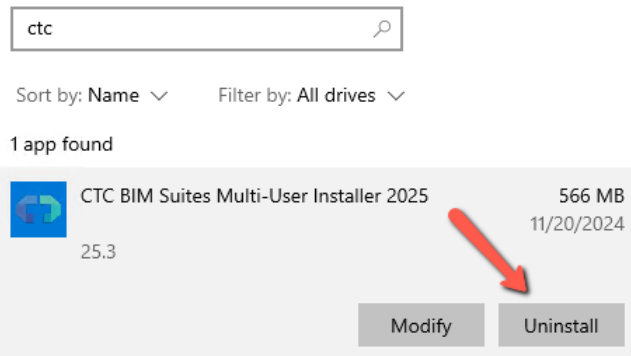 ctc
Sort by: Name Filter by: All drives
1 app found
CTC BIM Suites Multi-User Installer 2025 566 MB
11/20/2024
25.3
Modify Uninstall